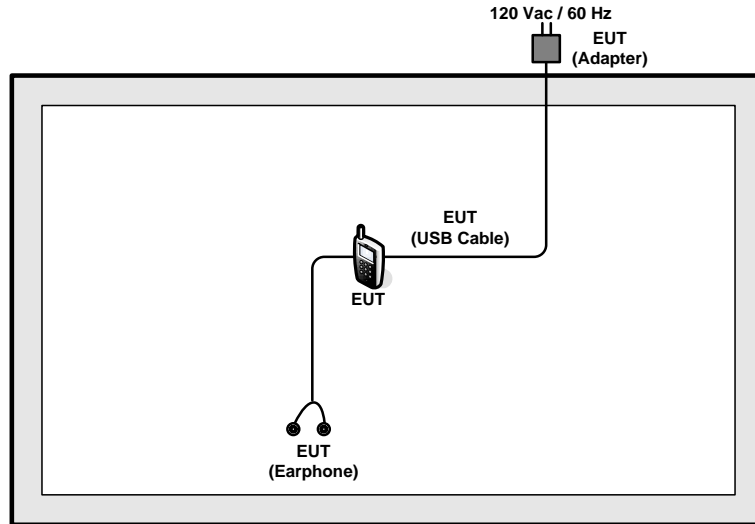 120 Vac / 60 Hz
EUT
(Adapter)
EUT
(USB Cable)
EUT
EUT
(Earphone)